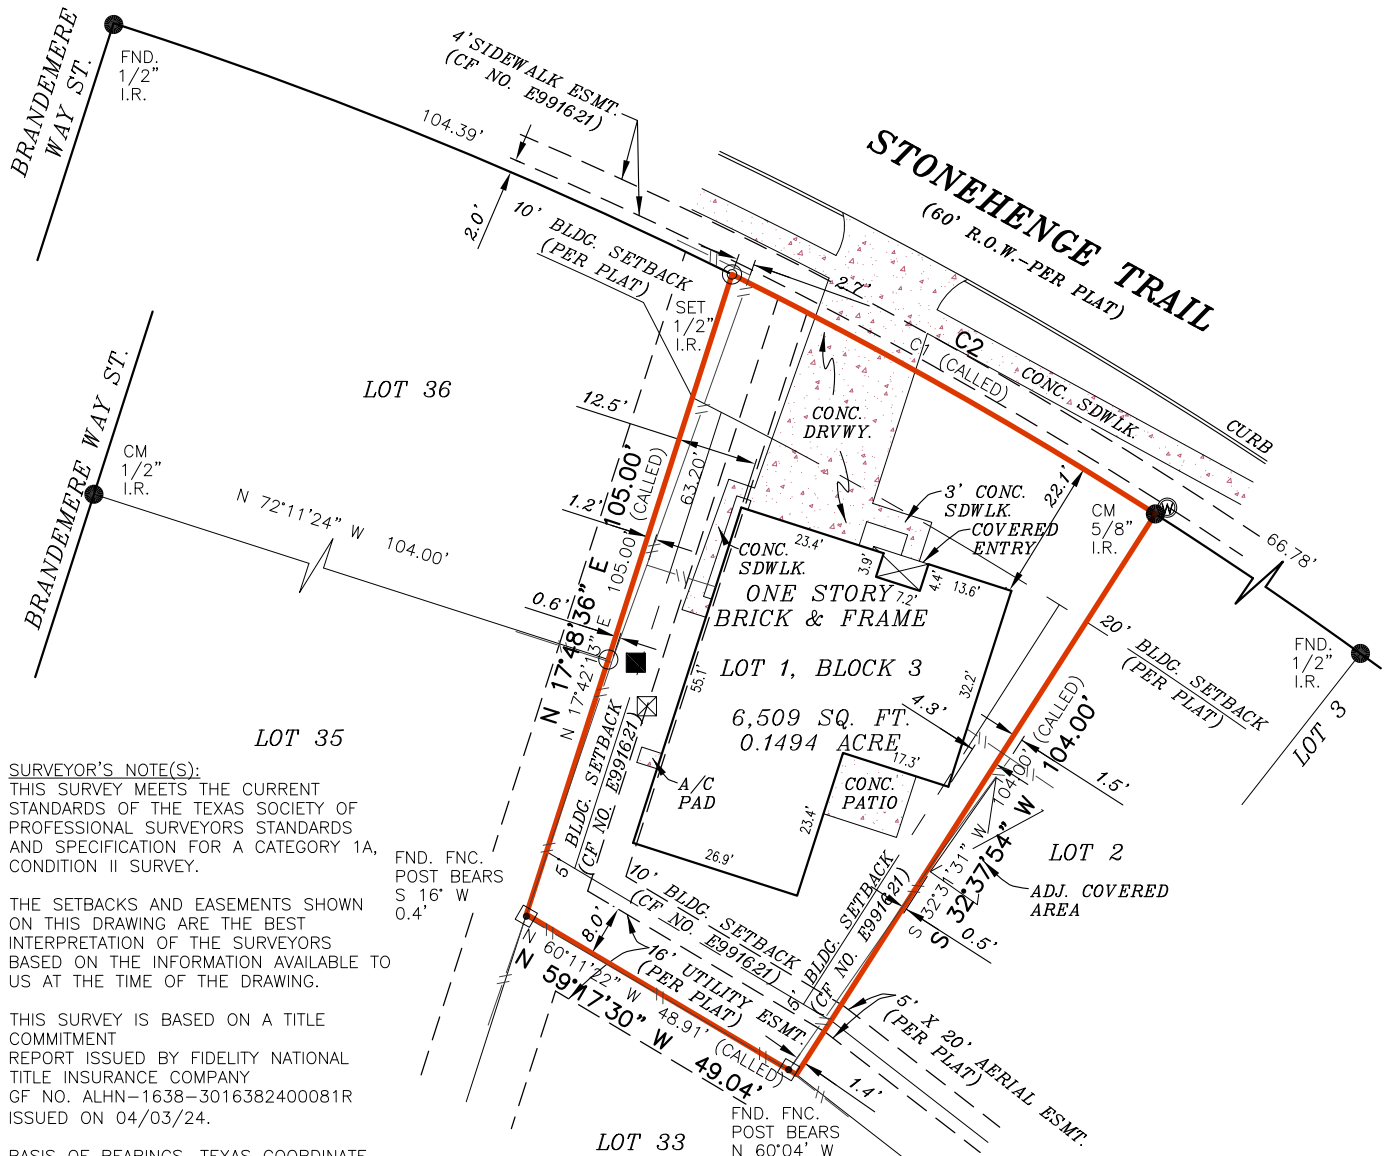 BRANDEMERE
WAY ST.
FND.
1/2"
I.R.
4'SIDEWALK ESMT.
(CF NO. E991621)
104.39'
2.0'
10' BLDG. SETBACK
(PER PLAT)
STONEHENGE TRAIL
(60' R.O.W.-PER PLAT)
2.7'
SET
1/2"
I.R.
C1 (CALLED)
C2
CONC. SDWLK.
CURB
LOT 36
12.5'
CONC.
DRVWY.
BRANDEMERE WAY ST.
CM
1/2"
I.R.
N 72°11'24" W 104.00'
1.2'
63.20'
22.1'
3' CONC.
SDWLK.
COVERED
ENTRY
CM
5/8"
I.R.
W
66.78'
CONC.
SDWLK.
23.4'
3.9'
7.2'
4.4'
13.6'
0.6'
N 17°48'36" E 105.00'
N 17°42'13" E 105.00' (CALLED)
ONE STORY
BRICK & FRAME
LOT 1, BLOCK 3
6,509 SQ. FT.
0.1494 ACRE
55.1'
32.2'
4.3'
17.3'
20' BLDG. SETBACK
(PER PLAT)
FND.
1/2"
I.R.
LOT 3
LOT 35
A/C
PAD
CONC.
PATIO
23.4'
26.9'
1.5'
S 32°37'54" W 104.00'
S 32°31'31" W 104.00' (CALLED)
LOT 2
ADJ. COVERED
AREA
0.5'
5' BLDG. SETBACK
(CF NO. E991621)
FND. FNC.
POST BEARS
S 16° W
0.4'
10' BLDG. SETBACK
(CF NO. E991621)
5' BLDG. SETBACK
(CF NO. E991621)
8.0'
16' UTILITY ESMT.
(PER PLAT)
N 60°11'22" W 48.91' (CALLED)
N 59°17'30" W 49.04'
5' X 20' AERIAL ESMT.
(PER PLAT)
1.4'
FND. FNC.
POST BEARS
N 60°04' W
LOT 33
SURVEYOR'S NOTE(S):
THIS SURVEY MEETS THE CURRENT
STANDARDS OF THE TEXAS SOCIETY OF
PROFESSIONAL SURVEYORS STANDARDS
AND SPECIFICATION FOR A CATEGORY 1A,
CONDITION II SURVEY.
THE SETBACKS AND EASEMENTS SHOWN
ON THIS DRAWING ARE THE BEST
INTERPRETATION OF THE SURVEYORS
BASED ON THE INFORMATION AVAILABLE TO
US AT THE TIME OF THE DRAWING.
THIS SURVEY IS BASED ON A TITLE
COMMITMENT
REPORT ISSUED BY FIDELITY NATIONAL
TITLE INSURANCE COMPANY
GF NO. ALHN-1638-3016382400081R
ISSUED ON 04/03/24.
BASIS OF BEARINGS, TEXAS COORDINATE